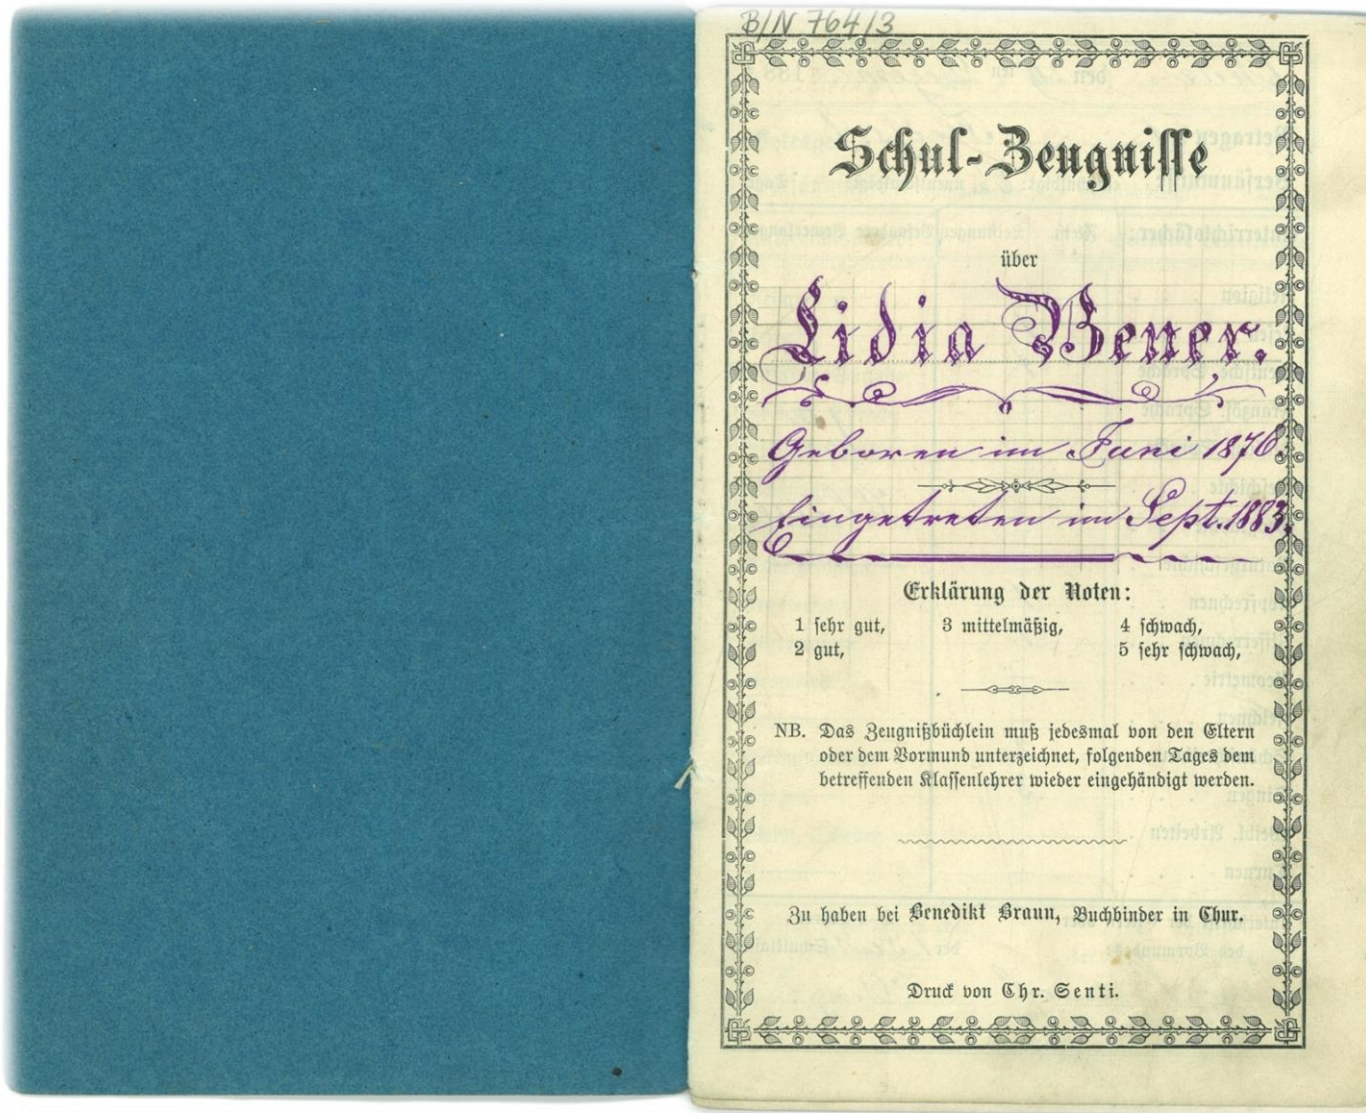 B/N 764/3
Schul-Zeugnisse
über
Lidia Bener.
Geboren im Juni 1876.
Eingetreten im Sept. 1883.
Erklärung der Noten:
1 sehr gut, 3 mittelmäßig, 4 schwach,
2 gut, 5 sehr schwach,
NB. Das Zeugnißbüchlein muß jedesmal von den Eltern
oder dem Vormund unterzeichnet, folgenden Tages dem
betreffenden Klassenlehrer wieder eingehändigt werden.
Zu haben bei Benedikt Braun, Buchbinder in Chur.
Druck von Chr. Senti.